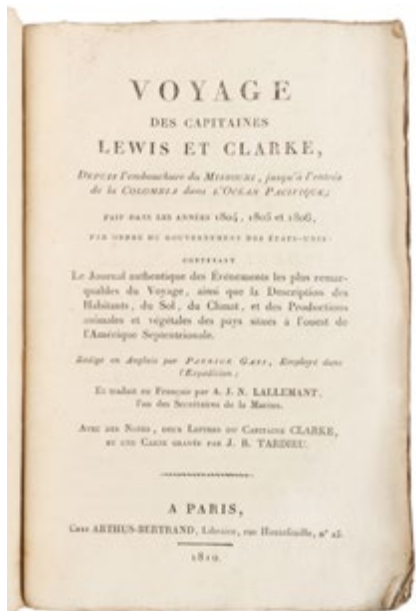 VOYAGE
DES CAPITAINES
LEWIS ET CLARKE,
DEPUIS l'embouchure du MISSOURI, jusqu'à l'entrée
de la COLOMBIA dans L'OCÉAN PACIFIQUE;
FAIT DANS LES ANNÉES 1804, 1805 et 1806,
PAR ORDRE DU GOUVERNEMENT DES ÉTATS-UNIS:
CONTENANT
Le Journal authentique des Événements les plus remar-
quables du Voyage, ainsi que la Description des
Habitants, du Sol, du Climat, et des Productions
animales et végétales des pays situés à l'ouest de
l'Amérique Septentrionale.
Rédigé en Anglais par PATRICE GASS, Employé dans
l'Expédition;
Et traduit en Français par A. J. N. LALLEMANT,
l'un des Secrétaires de la Marine.
AVEC DES NOTES, DEUX LETTRES DU CAPITAINE CLARKE,
ET UNE CARTE GRAVÉE PAR J. B. TARDIEU.
A PARIS,
CHEZ ARTHUS-BERTRAND, Libraire, rue Hautefeuille, n° 23.
1810.